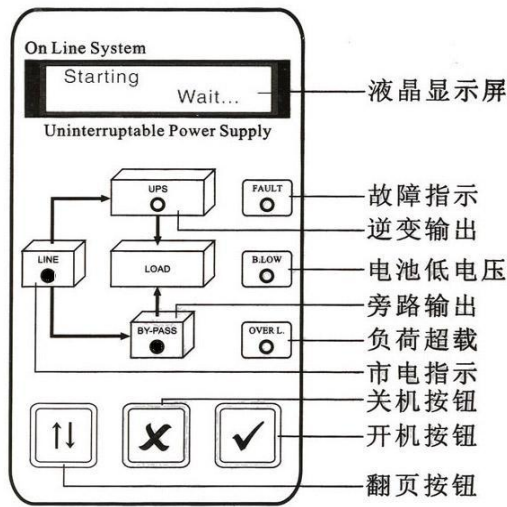 On Line System
Starting
Wait...
液晶显示屏
Uninterruptable Power Supply
UPS
FAULT
故障指示
逆变输出
LINE
LOAD
B.LOW
电池低电压
旁路输出
BY-PASS
OVER L.
负荷超载
市电指示
关机按钮
开机按钮
翻页按钮